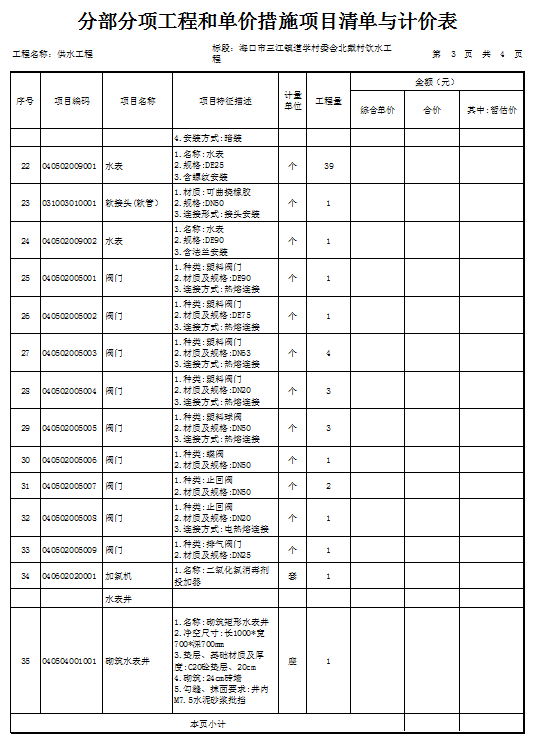 分部分项工程和单价措施项目清单与计价表
工程名称：供水工程
标段：海口市三江镇道学村委会北戴村饮水工
程
第 3 页 共 4 页
序号 项目编码 项目名称 项目特征描述 计量
单位 工程量 金额（元）
综合单价 合价 其中:暂估价
4.安装方式:暗装
22 040502009001 水表 1.名称:水表
2.规格:DE25
3.含螺纹安装 个 39
23 031003010001 软接头(软管） 1.材质:可曲挠橡胶
2.规格:DN50
3.连接形式:接头安装 个 1
24 040502009002 水表 1.名称:水表
2.规格:DE90
3.含法兰安装 个 1
25 040502005001 阀门 1.种类:塑料阀门
2.材质及规格:DE90
3.连接方式:热熔连接 个 1
26 040502005002 阀门 1.种类:塑料阀门
2.材质及规格:DE75
3.连接方式:热熔连接 个 1
27 040502005003 阀门 1.种类:塑料阀门
2.材质及规格:DN63
3.连接方式:热熔连接 个 4
28 040502005004 阀门 1.种类:塑料阀门
2.材质及规格:DN20
3.连接方式:热熔连接 个 3
29 040502005005 阀门 1.种类:塑料球阀
2.材质及规格:DN50
3.连接方式:热熔连接 个 3
30 040502005006 阀门 1.种类:蝶阀
2.材质及规格:DN50 个 1
31 040502005007 阀门 1.种类:止回阀
2.材质及规格:DN50 个 2
32 040502005008 阀门 1.种类:止回阀
2.材质及规格:DN20
3.连接方式:电热熔连接 个 1
33 040502005009 阀门 1.种类:排气阀门
2.材质及规格:DN25 个 1
34 040602020001 加氯机 1.名称:二氧化氯消毒剂
投加器 套 1
水表井
35 040504001001 砌筑水表井 1.名称:砌筑矩形水表井
2.净空尺寸:长1000*宽
700*深700mm
3.垫层、基础材质及厚
度:C20砼垫层、20cm
4.砌筑:24cm砖墙
5.勾缝、抹面要求:井内
M7.5水泥砂浆批挡 座 1
本页小计